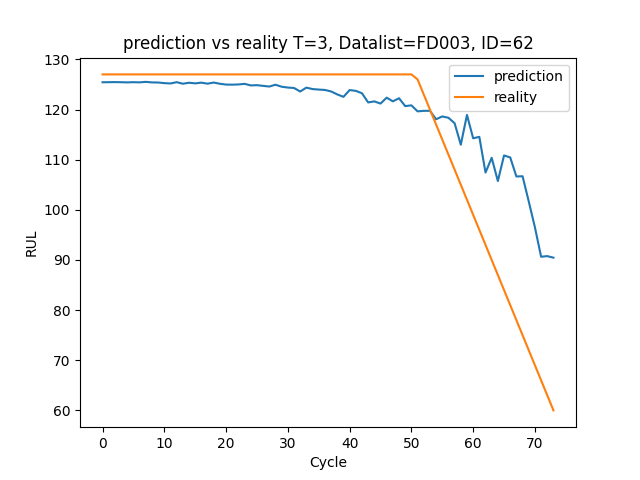 prediction vs reality T=3, Datalist=FD003, ID=62
prediction
reality
RUL
130
120
110
100
90
80
70
60
0 10 20 30 40 50 60 70
Cycle